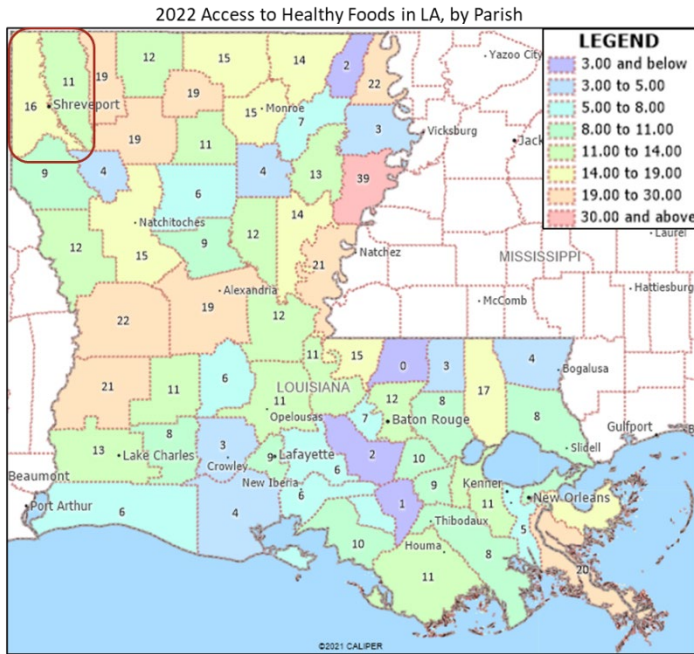 2022 Access to Healthy Foods in LA, by Parish
LEGEND
3.00 and below
3.00 to 5.00
5.00 to 8.00
8.00 to 11.00
11.00 to 14.00
14.00 to 19.00
19.00 to 30.00
30.00 and above
Yazoo City
Vicksburg
Jack
Laurel
MISSISSIPPI
Natchez
Hattiesburg
McComb
12
15
14
2
22
11
19
16
Shreveport
19
Monroe
15
7
3
19
11
9
4
6
4
13
39
Natchitoches
14
12
15
9
12
21
Alexandria
22
19
12
11
15
0
3
4
Bogalusa
21
11
6
LOUISIANA
11
17
Opelousas
12
8
7
Baton Rouge
8
Gulfport
B
13
Lake Charles
8
3
Crowley
9
Lafayette
6
2
10
Slidell
Beaumont
New Iberia
6
9
Kenner
11
New Orleans
Port Arthur
6
4
1
Thibodaux
5
10
Houma
8
20
11
©2021 CALIPER